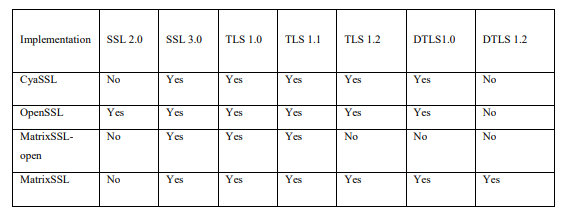 Implementation SSL 2.0 SSL 3.0 TLS 1.0 TLS 1.1 TLS 1.2 DTLS1.0 DTLS 1.2
CyaSSL No Yes Yes Yes Yes Yes No
OpenSSL Yes Yes Yes Yes Yes Yes No
MatrixSSL- No Yes Yes Yes No No No
open
MatrixSSL No Yes Yes Yes Yes Yes Yes